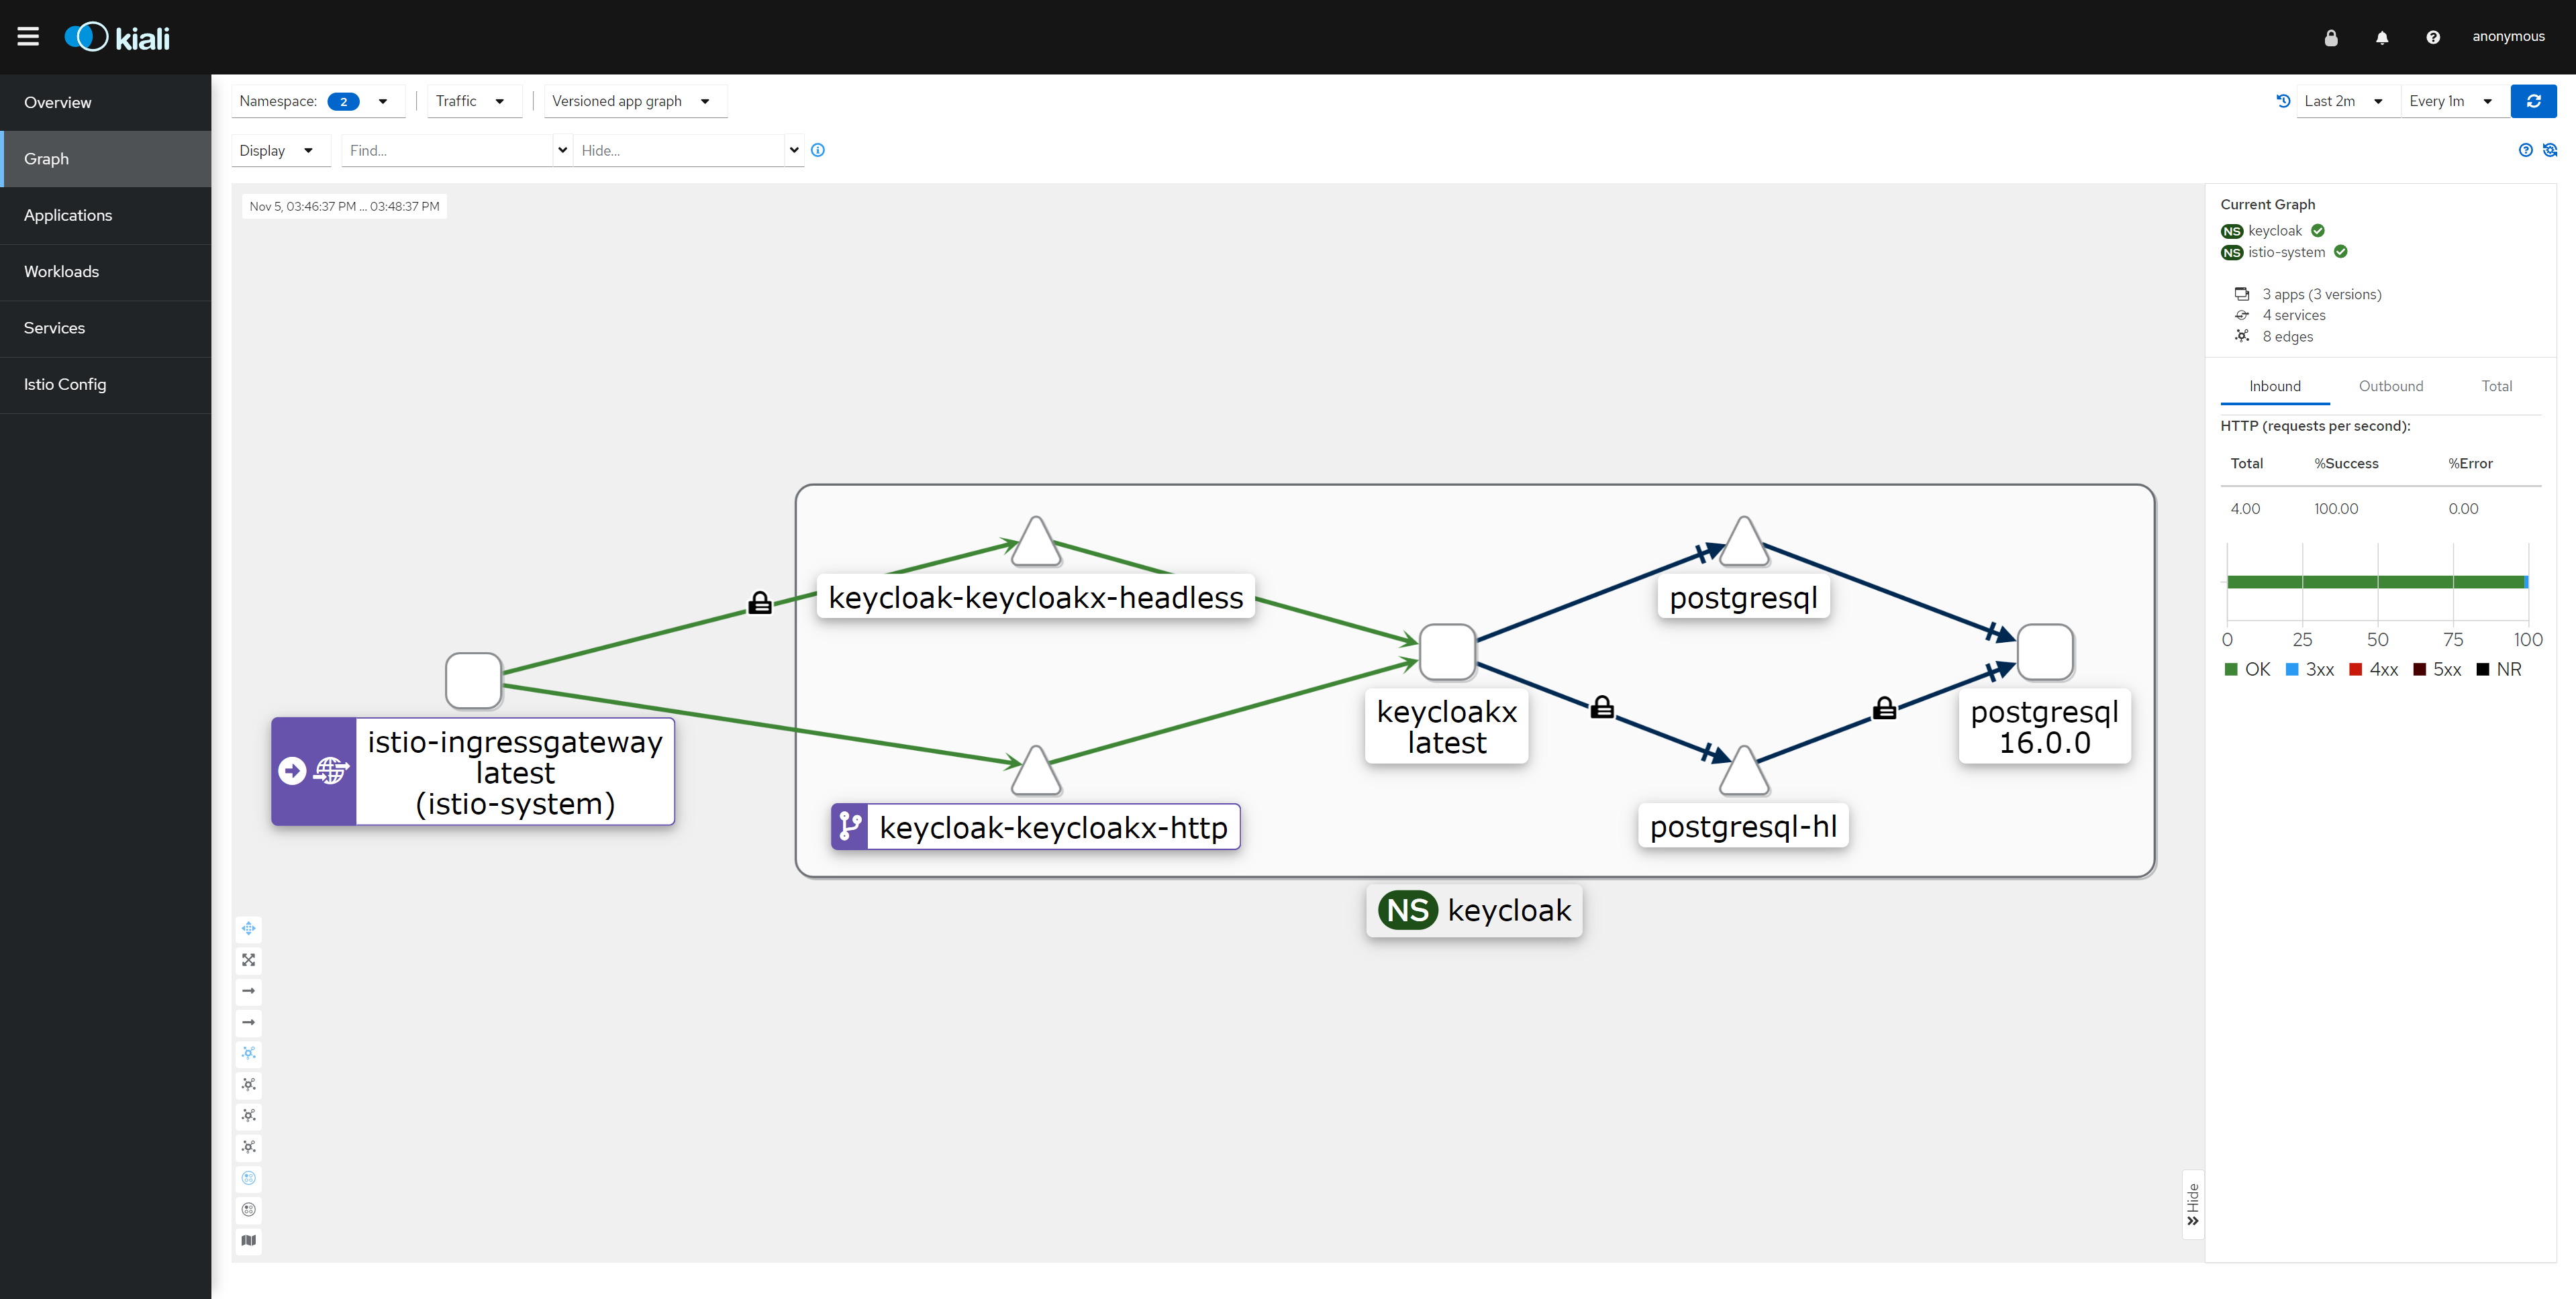 kiali
anonymous
Overview
Graph
Applications
Workloads
Services
Istio Config
Namespace: 2
Traffic
Versioned app graph
Last 2m
Every 1m
Display
Find...
Hide...
Nov 5, 03:46:37 PM ... 03:48:37 PM
keycloak-keycloakx-headless
postgresql
istio-ingressgateway
latest
(istio-system)
keycloakx
latest
postgresql
16.0.0
keycloak-keycloakx-http
postgresql-hl
NS keycloak
Hide
Current Graph
NS keycloak
NS istio-system
3 apps (3 versions)
4 services
8 edges
Inbound Outbound Total
HTTP (requests per second):
Total %Success %Error
4.00 100.00 0.00
0 25 50 75 100
OK 3xx 4xx 5xx NR